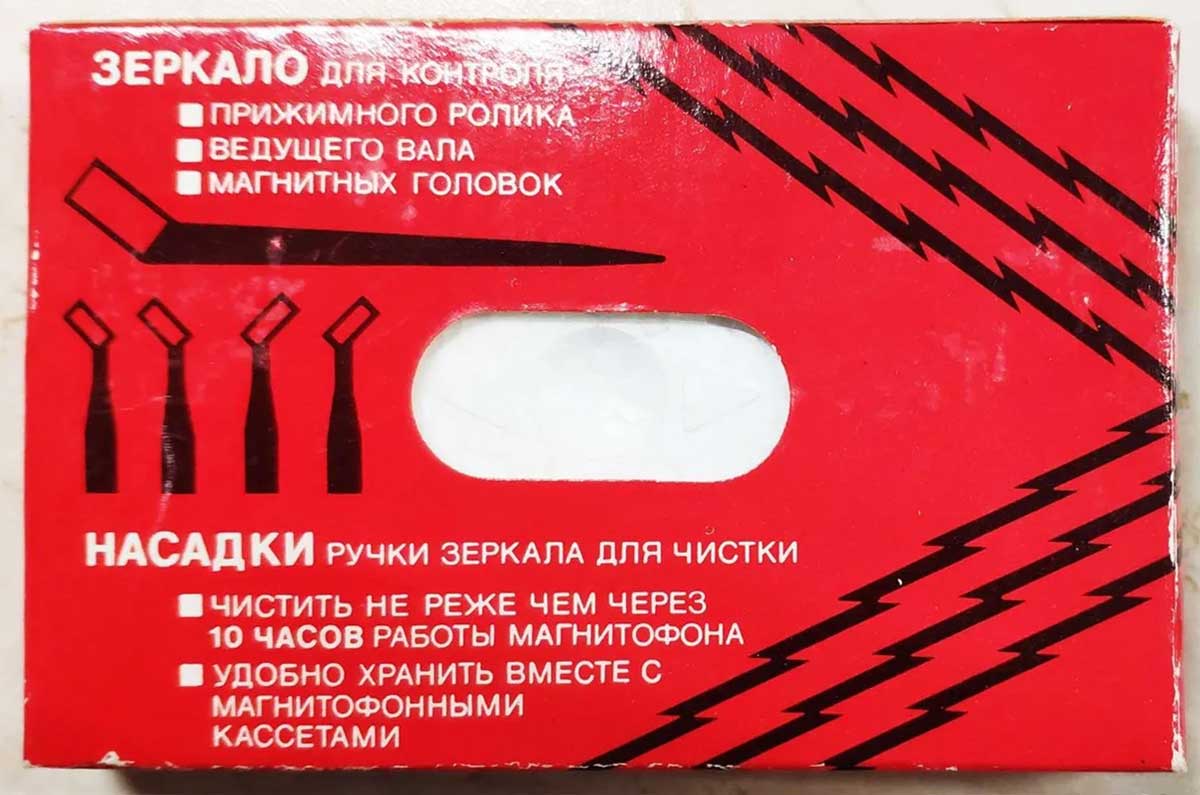 ЗЕРКАЛО ДЛЯ КОНТРОЛЯ
ПРИЖИМНОГО РОЛИКА
ВЕДУЩЕГО ВАЛА
МАГНИТНЫХ ГОЛОВОК
НАСАДКИ РУЧКИ ЗЕРКАЛА ДЛЯ ЧИСТКИ
ЧИСТИТЬ НЕ РЕЖЕ ЧЕМ ЧЕРЕЗ
10 ЧАСОВ РАБОТЫ МАГНИТОФОНА
УДОБНО ХРАНИТЬ ВМЕСТЕ С
МАГНИТОФОННЫМИ
КАССЕТАМИ